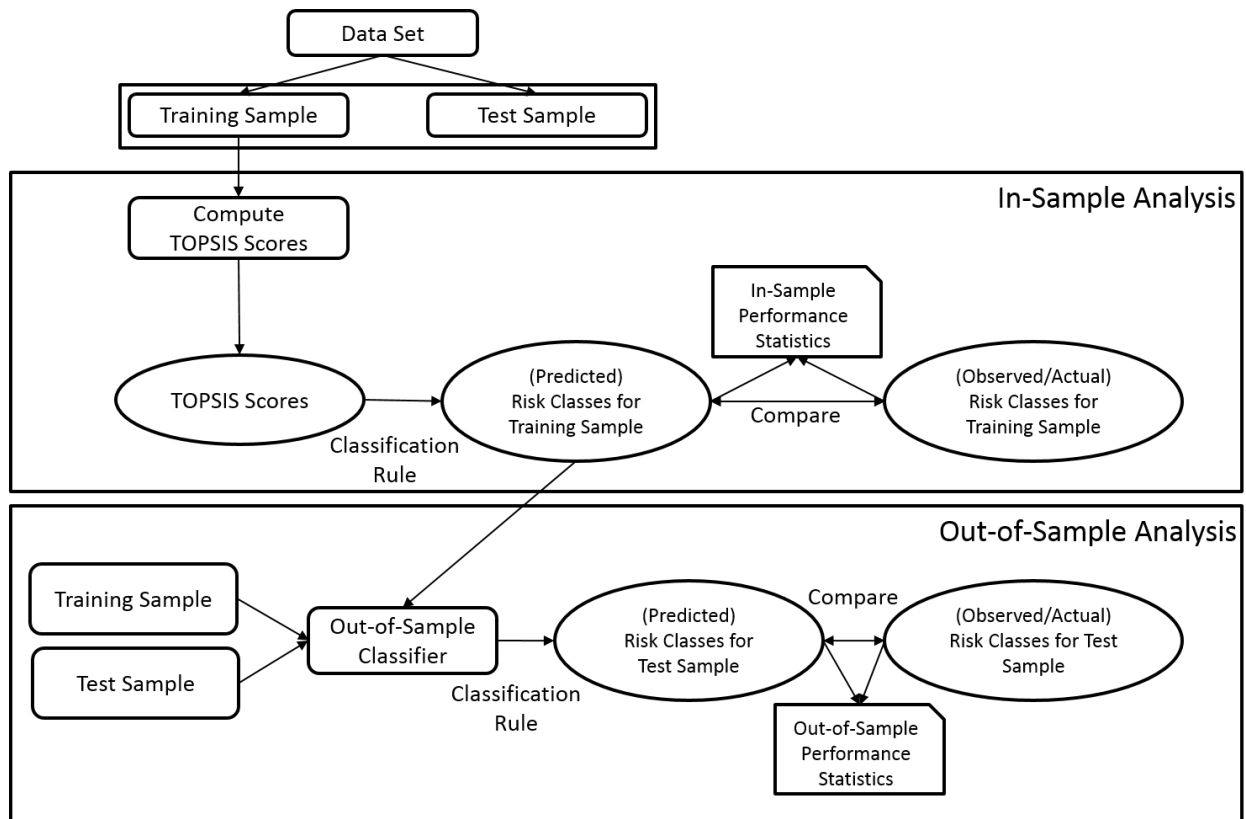 Data Set
Training Sample
Test Sample
In-Sample Analysis
Compute
TOPSIS Scores
In-Sample
Performance
Statistics
TOPSIS Scores
Classification
Rule
(Predicted)
Risk Classes for
Training Sample
Compare
(Observed/Actual)
Risk Classes for
Training Sample
Out-of-Sample Analysis
Training Sample
Test Sample
Out-of-Sample
Classifier
Classification
Rule
(Predicted)
Risk Classes for
Test Sample
Compare
(Observed/Actual)
Risk Classes for Test
Sample
Out-of-Sample
Performance
Statistics